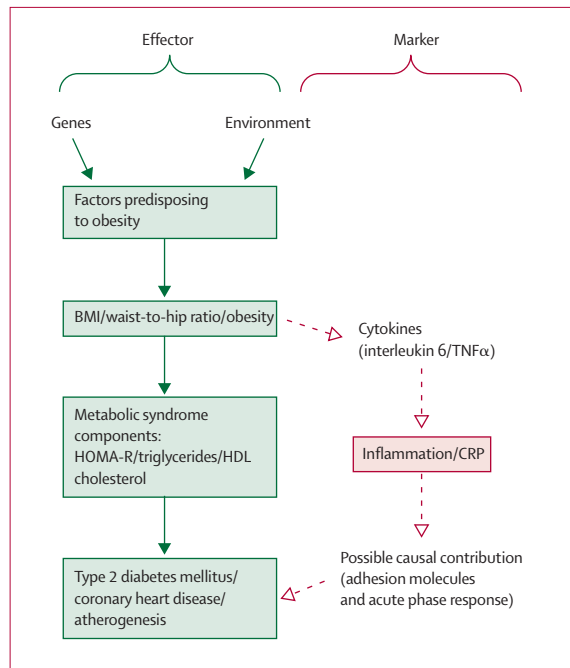 Effector
Marker
Genes
Environment
Factors predisposing
to obesity
BMI/waist-to-hip ratio/obesity
Cytokines
(interleukin 6/TNFα)
Metabolic syndrome
components:
HOMA-R/triglycerides/HDL
cholesterol
Inflammation/CRP
Possible causal contribution
(adhesion molecules
and acute phase response)
Type 2 diabetes mellitus/
coronary heart disease/
atherogenesis